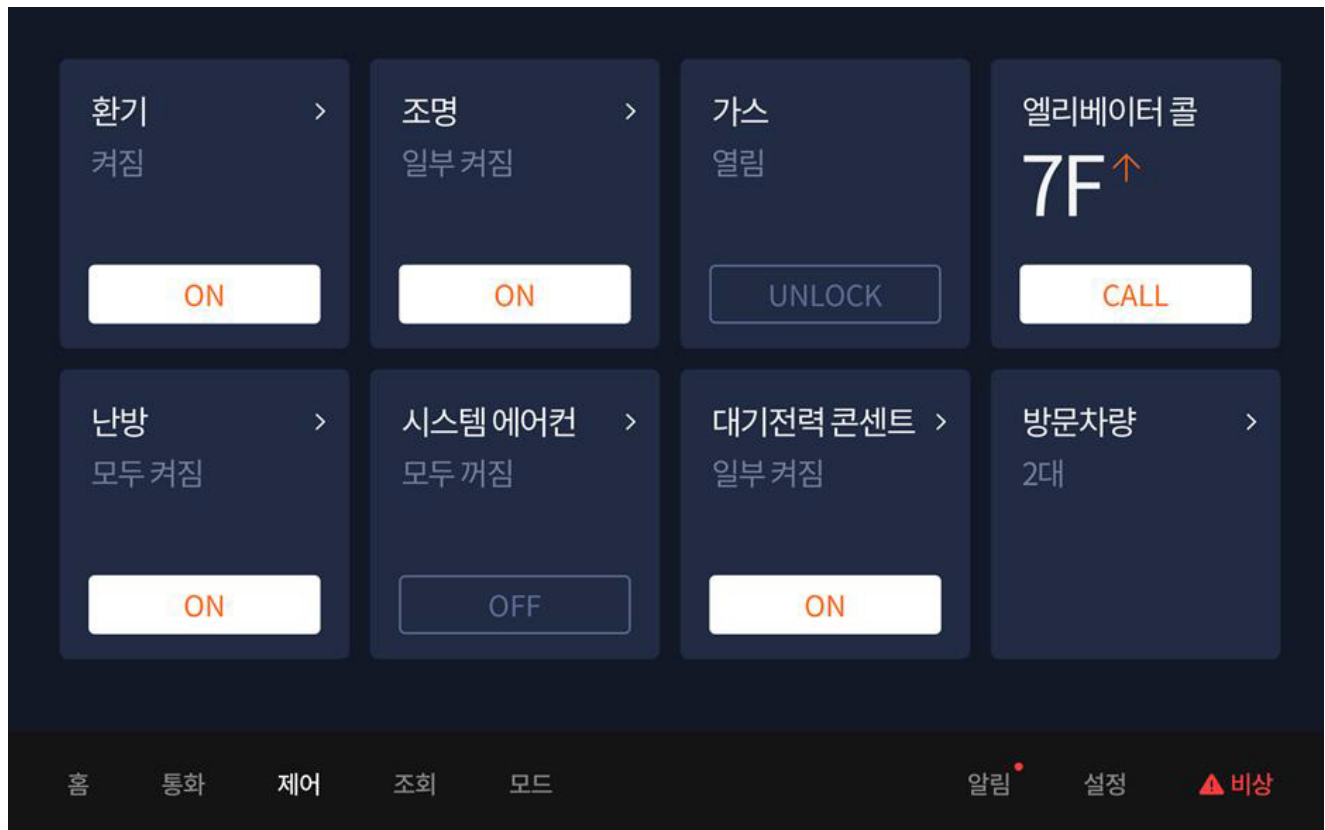 환기
켜짐
ON
조명
일부 켜짐
ON
가스
열림
UNLOCK
엘리베이터 콜
7F↑
CALL
난방
모두 켜짐
ON
시스템 에어컨
모두 꺼짐
OFF
대기전력 콘센트
일부 켜짐
ON
방문차량
2대
홈 통화 제어 조회 모드 알림 설정 비상